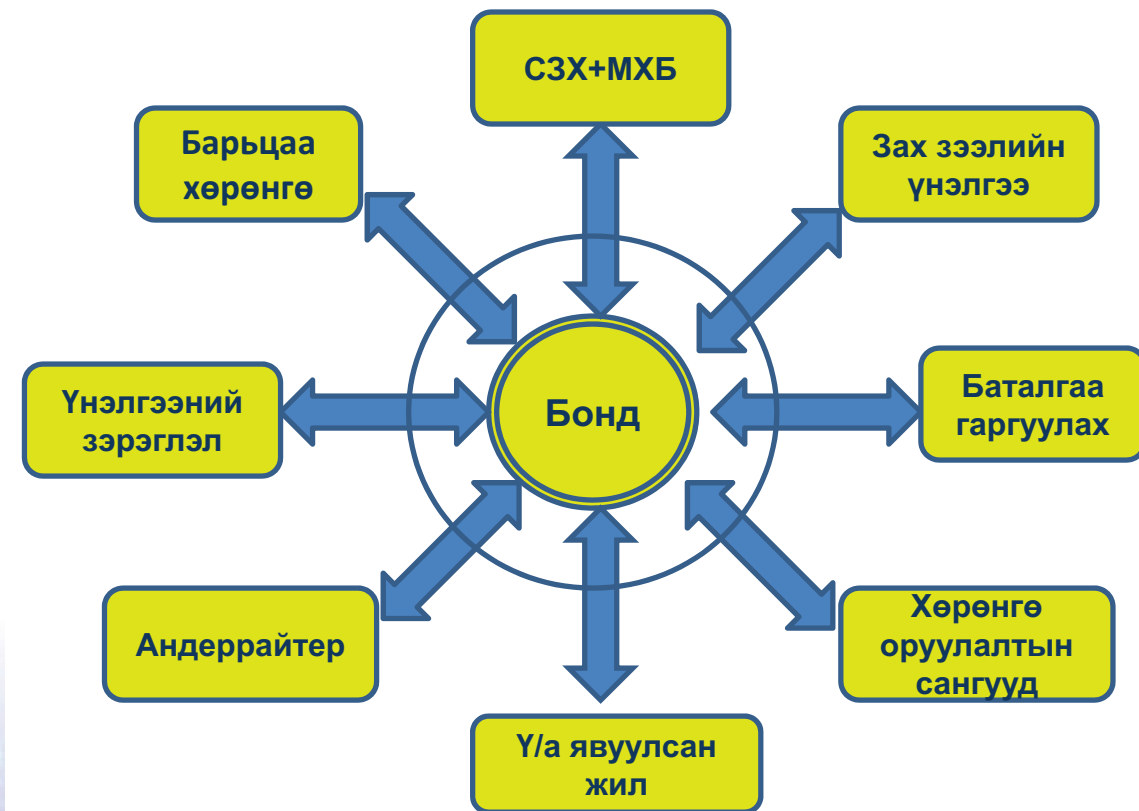 СЗХ+МХБ
Барьцаа
хөрөнгө
Зах зээлийн
үнэлгээ
Үнэлгээний
зэрэглэл
Бонд
Баталгаа
гаргуулах
Андеррайтер
Хөрөнгө
оруулалтын
сангууд
Ү/а явуулсан
жил